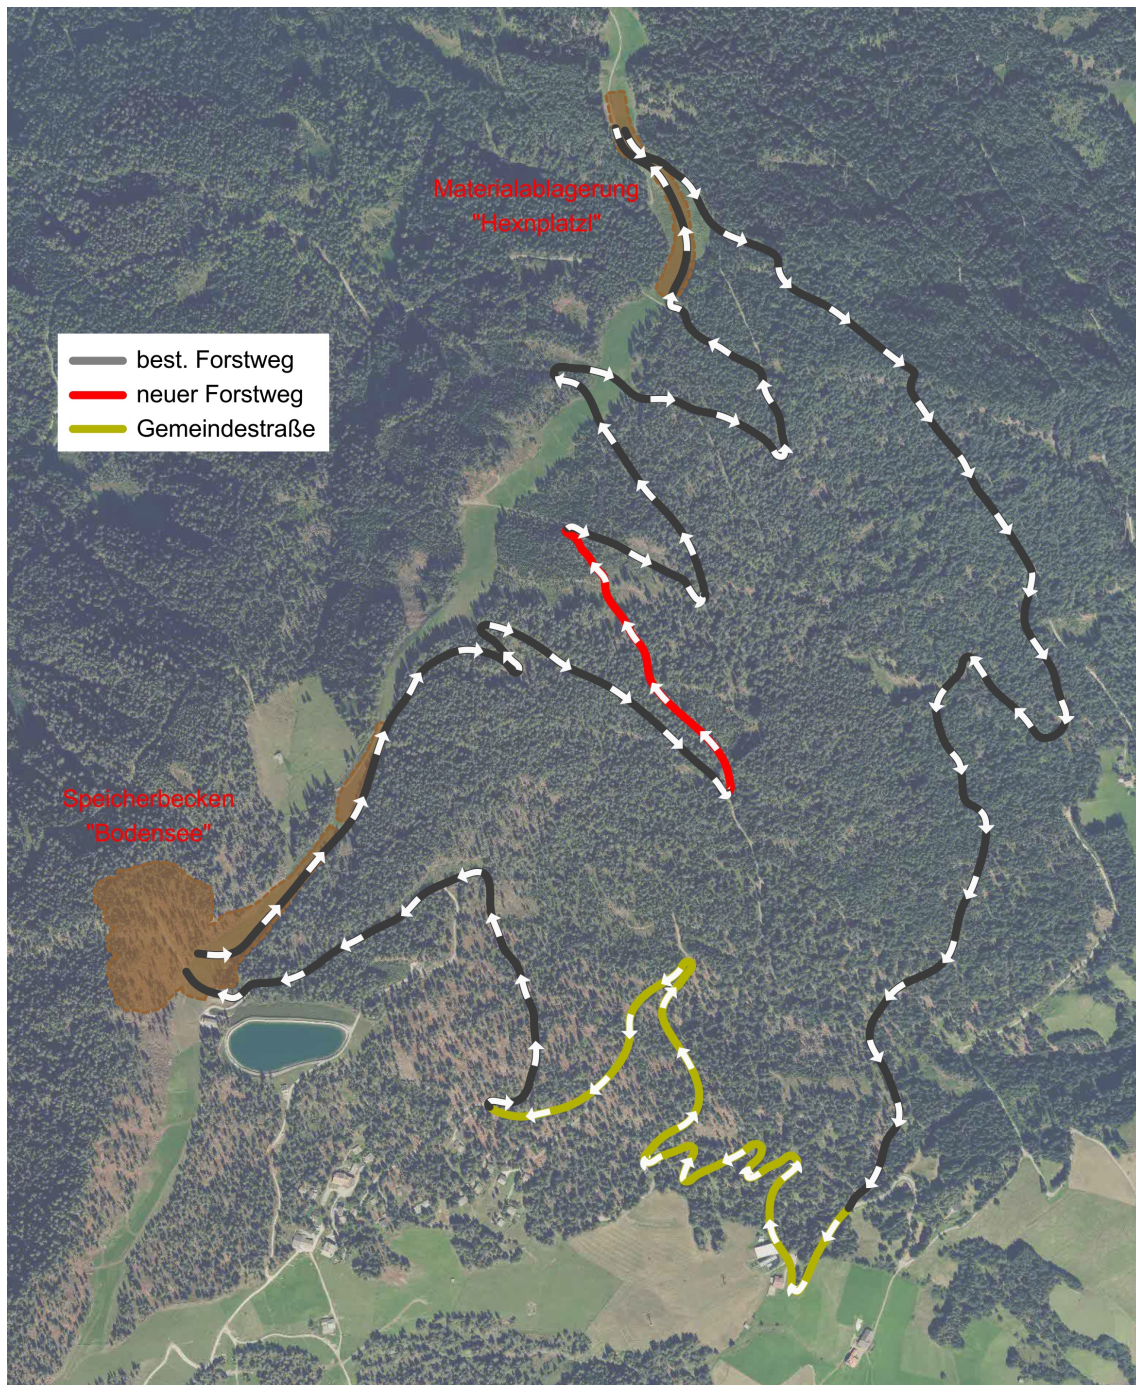 Materialablagerung
"Hexnplatzl"
best. Forstweg
neuer Forstweg
Gemeindestraße
Speicherbecken
"Bodensee"